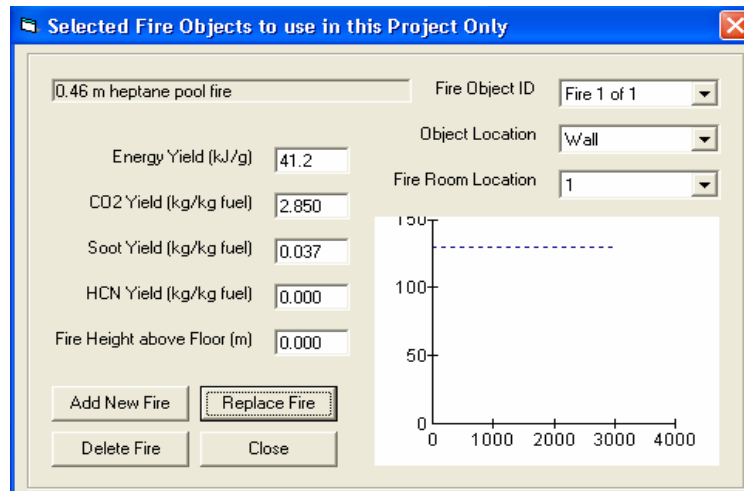 Selected Fire Objects to use in this Project Only
0.46 m heptane pool fire
Fire Object ID Fire 1 of 1
Object Location Wall
Fire Room Location 1
Energy Yield (kJ/g) 41.2
CO2 Yield (kg/kg fuel) 2.850
Soot Yield (kg/kg fuel) 0.037
HCN Yield (kg/kg fuel) 0.000
Fire Height above Floor (m) 0.000
Add New Fire Replace Fire
Delete Fire Close
150
100
50
0
0 1000 2000 3000 4000